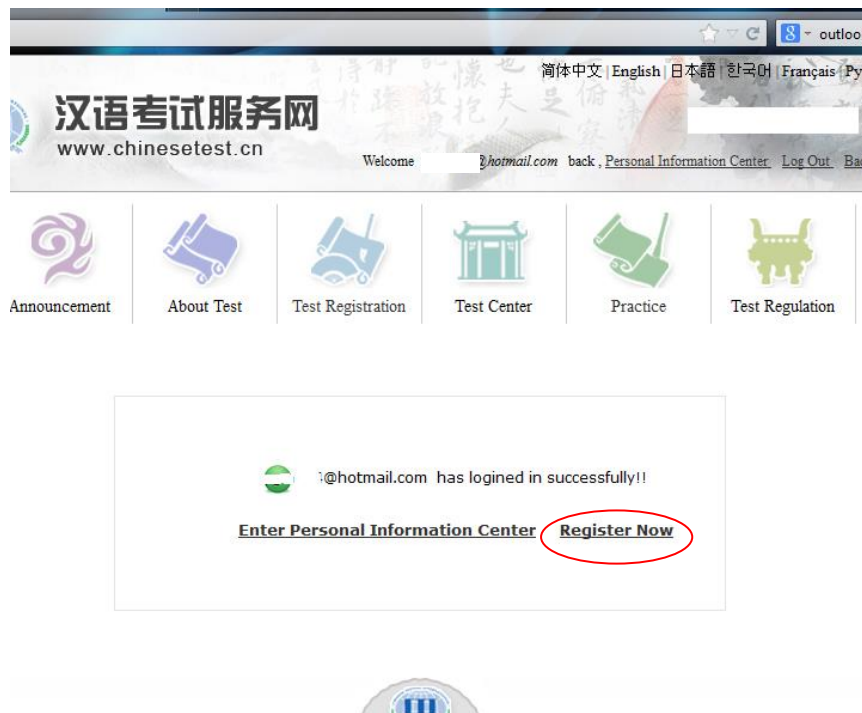 outloo
简体中文 | English | 日本語 | 한국어 | Français | Ру
汉语考试服务网
www.chinesetest.cn
Welcome @hotmail.com back , Personal Information Center Log Out Ba
Announcement About Test Test Registration Test Center Practice Test Regulation
@hotmail.com has logined in successfully!!
Enter Personal Information Center Register Now